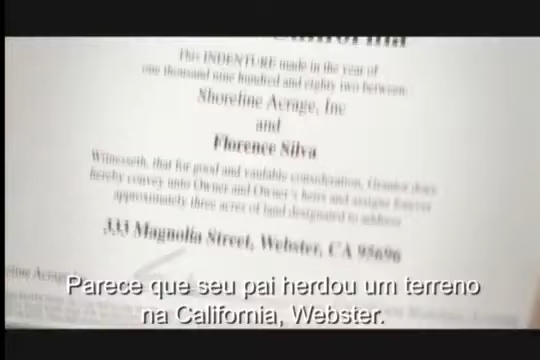 California
This INDENTURE made in the year of
one thousand nine hundred and eighty two between:
Shoreline Acrage, Inc
and
Florence Silva
Witnesseth, that for good and valuable consideration, Grantor does
hereby convey unto Owner and Owner's heirs and assigns forever
approximately three acres of land designated to address
333 Magnolia Street, Webster, CA 95696
Parece que seu pai herdou um terreno
na California, Webster.